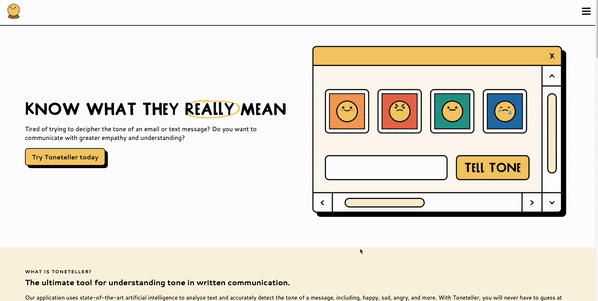 KNOW WHAT THEY REALLY MEAN
Tired of trying to decipher the tone of an email or text message? Do you want to
communicate with greater empathy and understanding?
Try Toneteller today
X
TELL TONE
WHAT IS TONETELLER?
The ultimate tool for understanding tone in written communication.
Our application uses state-of-the-art artificial intelligence to analyze text and accurately detect the tone of a message, including, happy, sad, angry, and more. With Toneteller, you will never have to guess at